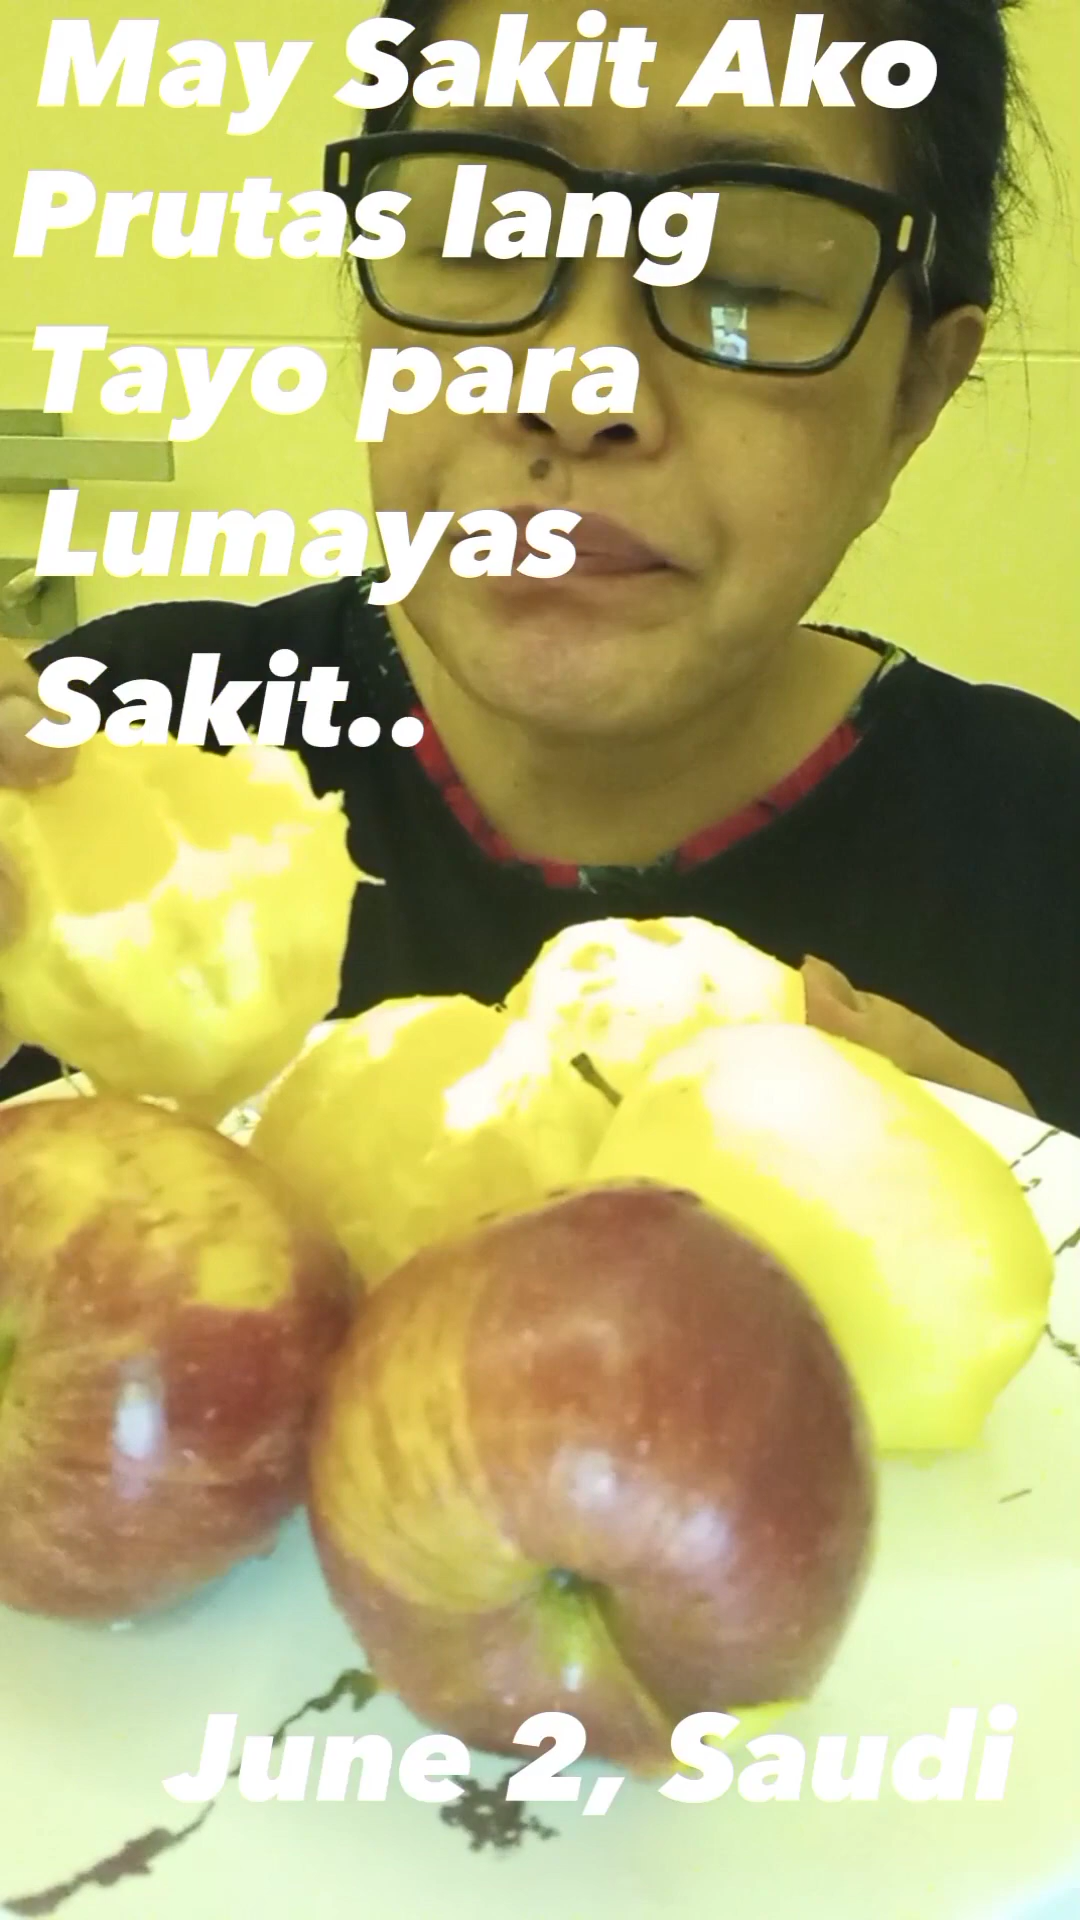 May Sakit Ako
Prutas lang
Tayo para
Lumayas
Sakit..
June 2, Saudi